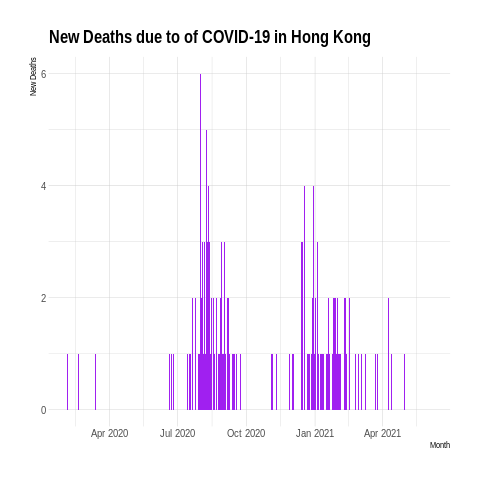 New Deaths due to of COVID-19 in Hong Kong
New Deaths
6
4
2
0
Apr 2020 Jul 2020 Oct 2020 Jan 2021 Apr 2021
Month